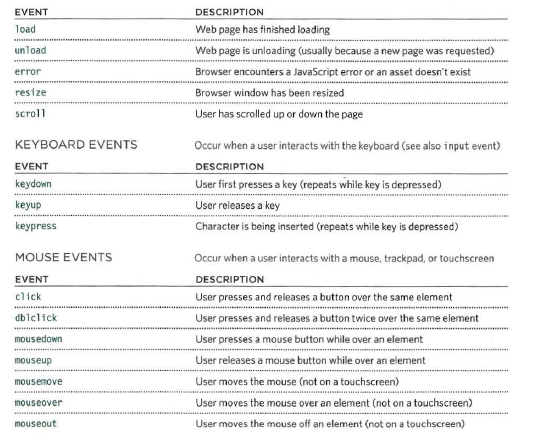 EVENT DESCRIPTION
load Web page has finished loading
unload Web page is unloading (usually because a new page was requested)
error Browser encounters a JavaScript error or an asset doesn't exist
resize Browser window has been resized
scroll User has scrolled up or down the page
KEYBOARD EVENTS Occur when a user interacts with the keyboard (see also input event)
EVENT DESCRIPTION
keydown User first presses a key (repeats while key is depressed)
keyup User releases a key
keypress Character is being inserted (repeats while key is depressed)
MOUSE EVENTS Occur when a user interacts with a mouse, trackpad, or touchscreen
EVENT DESCRIPTION
click User presses and releases a button over the same element
dblclick User presses and releases a button twice over the same element
mousedown User presses a mouse button while over an element
mouseup User releases a mouse button while over an element
mousemove User moves the mouse (not on a touchscreen)
mouseover User moves the mouse over an element (not on a touchscreen)
mouseout User moves the mouse off an element (not on a touchscreen)